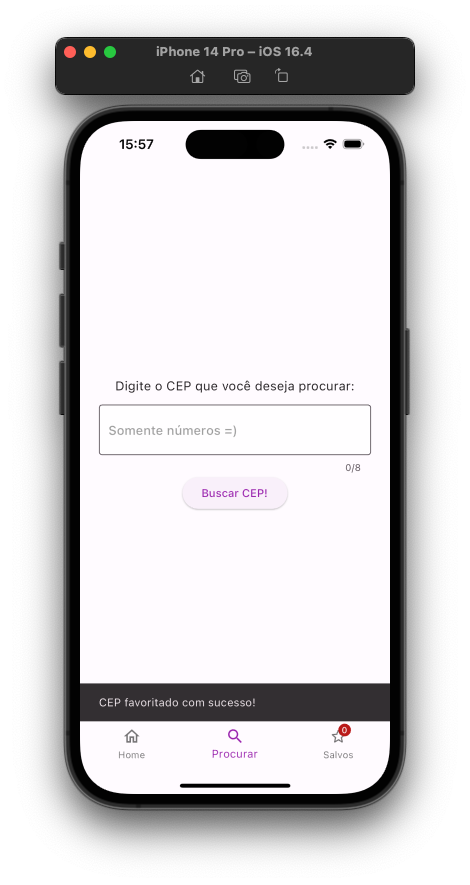 iPhone 14 Pro – iOS 16.4
15:57
Digite o CEP que você deseja procurar:
Somente números =)
0/8
Buscar CEP!
CEP favoritado com sucesso!
0
Home
Procurar
Salvos